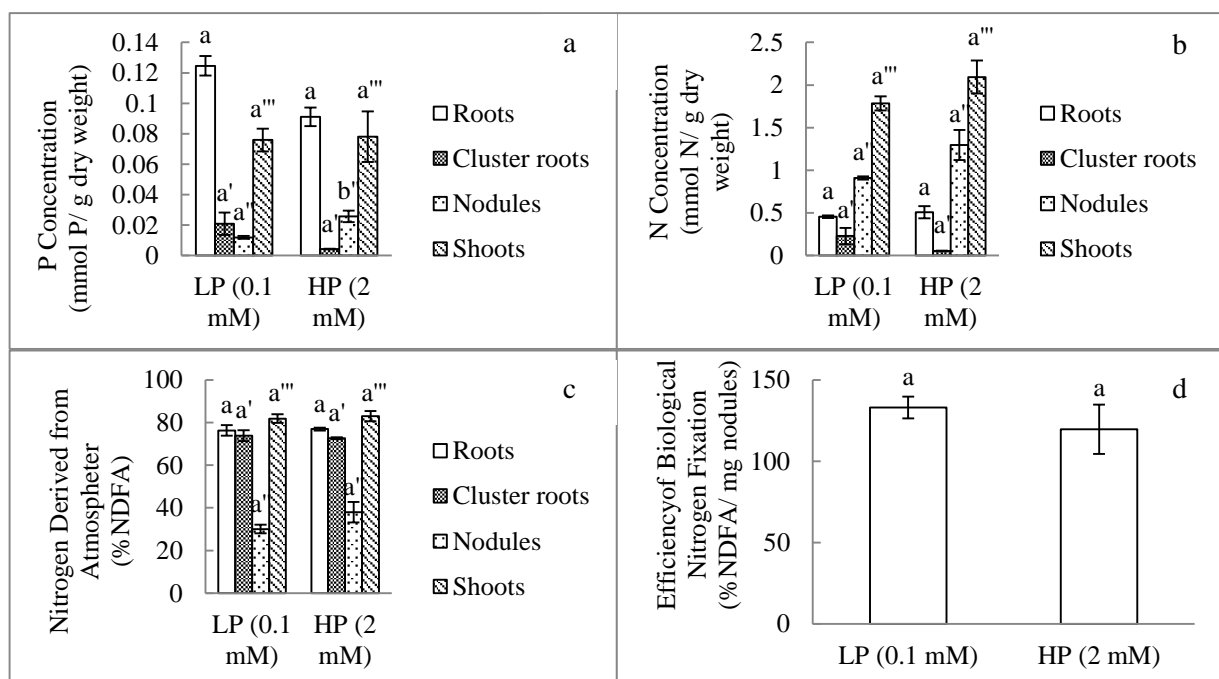 a
P Concentration
(mmol P/ g dry weight)
0.14
0.12
0.1
0.08
0.06
0.04
0.02
0
a
a'
a''
a'''
a
a'
b''
a'''
LP (0.1
mM)
HP (2
mM)
Roots
Cluster roots
Nodules
Shoots
b
N Concentration
(mmol N/ g dry
weight)
2.5
2
1.5
1
0.5
0
a
a'
a'
a'''
a
a'
a'
a'''
LP (0.1
mM)
HP (2
mM)
Roots
Cluster roots
Nodules
Shoots
c
Nitrogen Derived from
Atmospheter
(%NDFA)
100
80
60
40
20
0
a
a'
a'
a'''
a
a'
a'
a'''
LP (0.1
mM)
HP (2
mM)
Roots
Cluster roots
Nodules
Shoots
d
Efficiencyof Biological
Nitrogen Fixation
(%NDFA/ mg nodules)
150
100
50
0
a
a
LP (0.1 mM)
HP (2 mM)